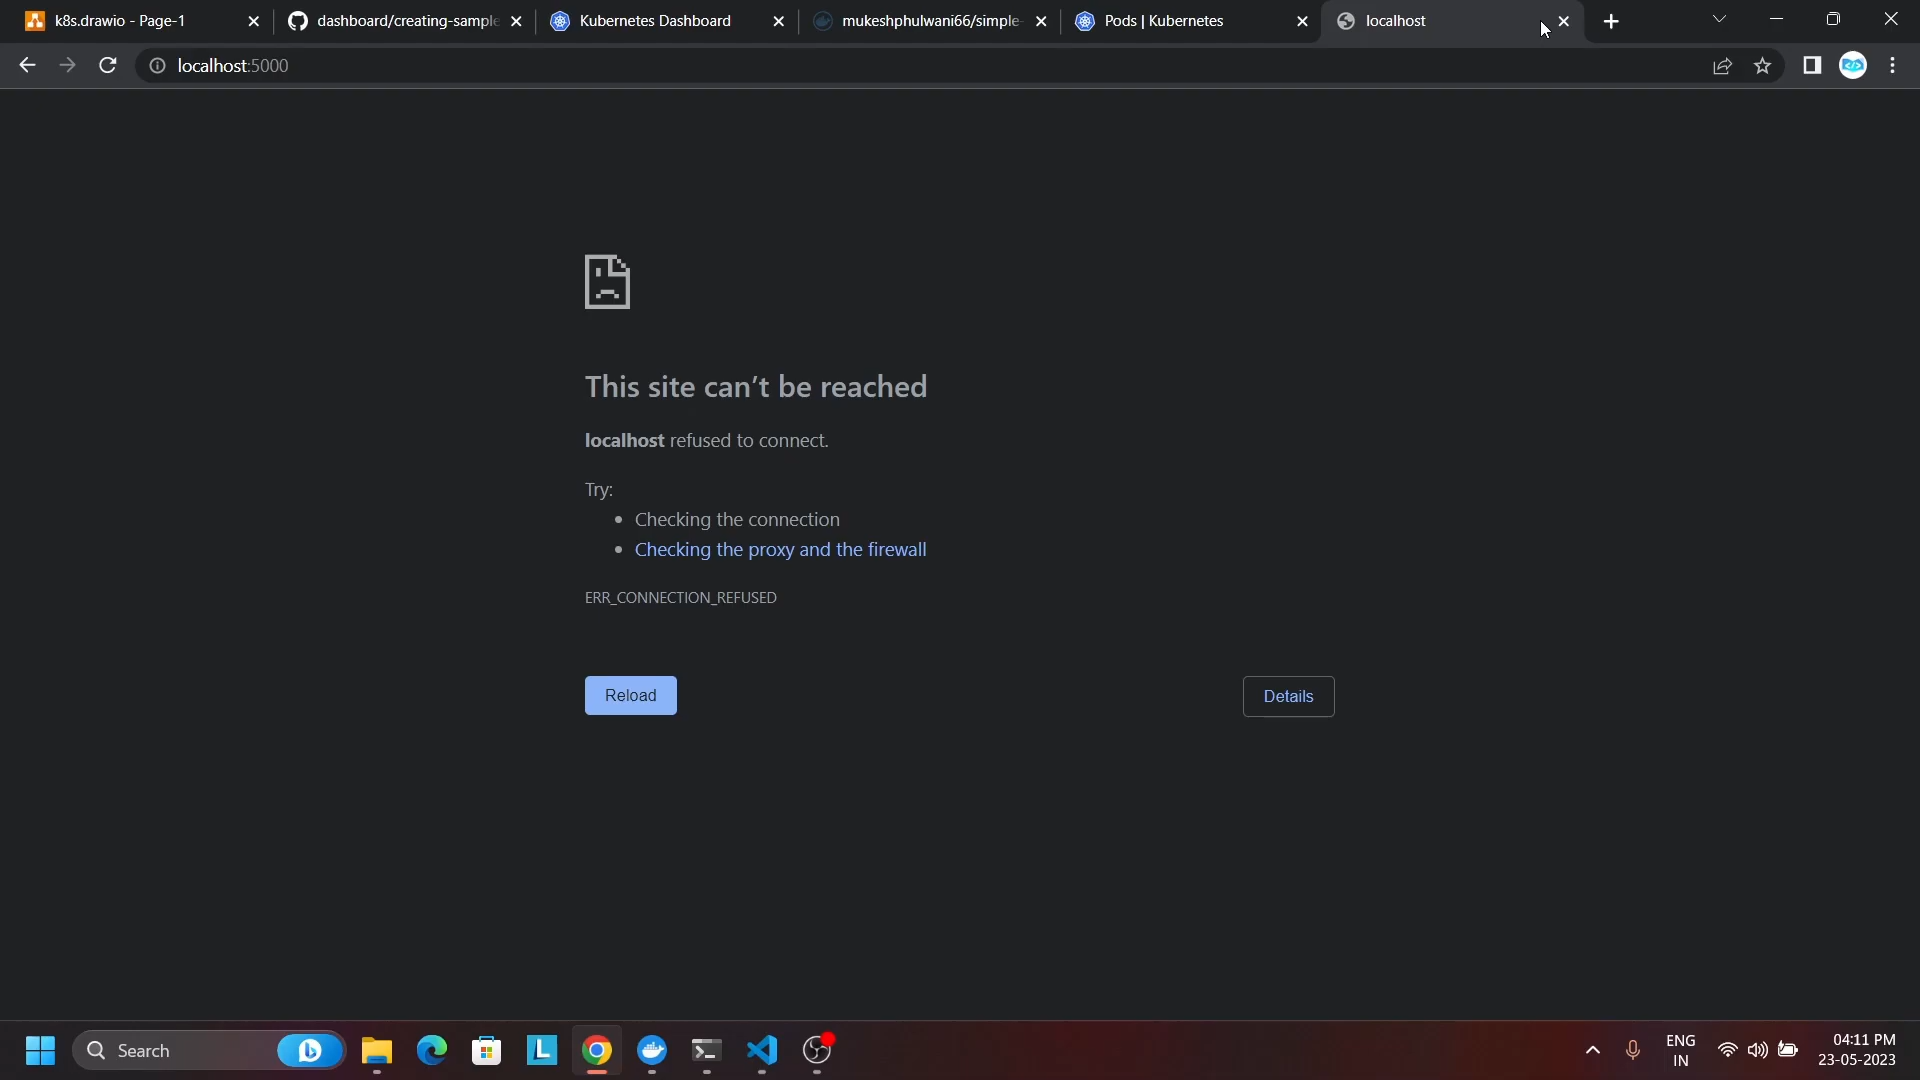 k8s.drawio - Page-1
dashboard/creating-sample
Kubernetes Dashboard
mukeshphulwani66/simple-
Pods | Kubernetes
localhost
localhost:5000
This site can't be reached
localhost refused to connect.
Try:
Checking the connection
Checking the proxy and the firewall
ERR_CONNECTION_REFUSED
Reload
Details
Search
L
ENG
IN
04:11 PM
23-05-2023